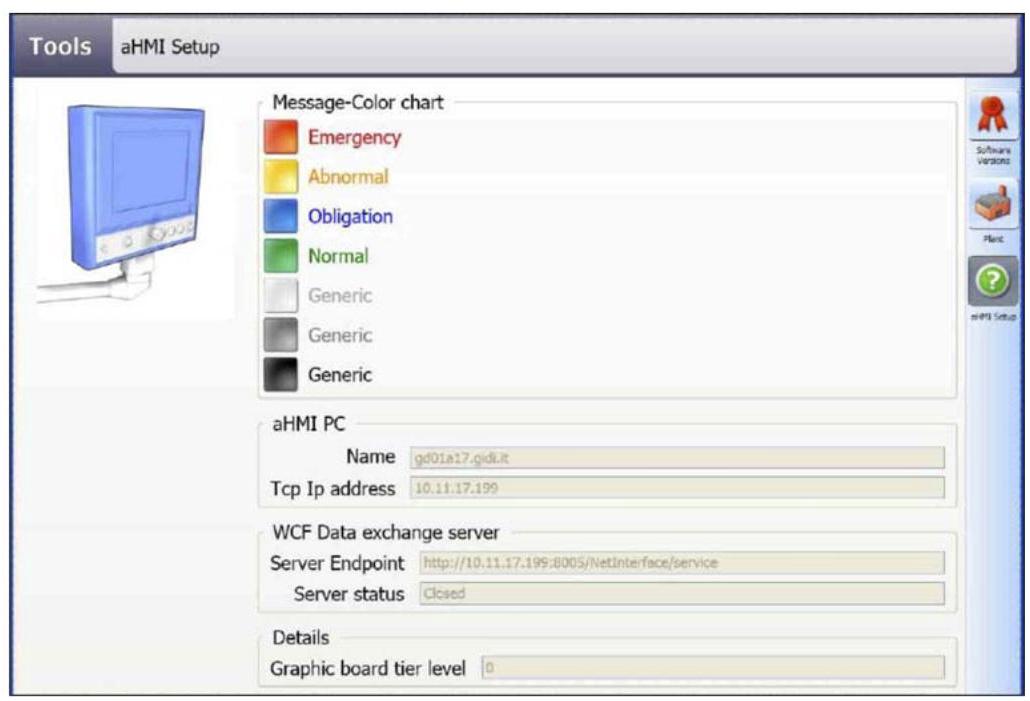 Tools aHMI Setup
Message-Color chart
Emergency
Abnormal
Obligation
Normal
Generic
Generic
Generic
aHMI PC
Name gd01a17.gidi.it
Tcp Ip address 10.11.17.199
WCF Data exchange server
Server Endpoint http://10.11.17.199:8005/NetInterface/service
Server status Closed
Details
Graphic board tier level 0
Software
Versions
Plant
aHMI Setup